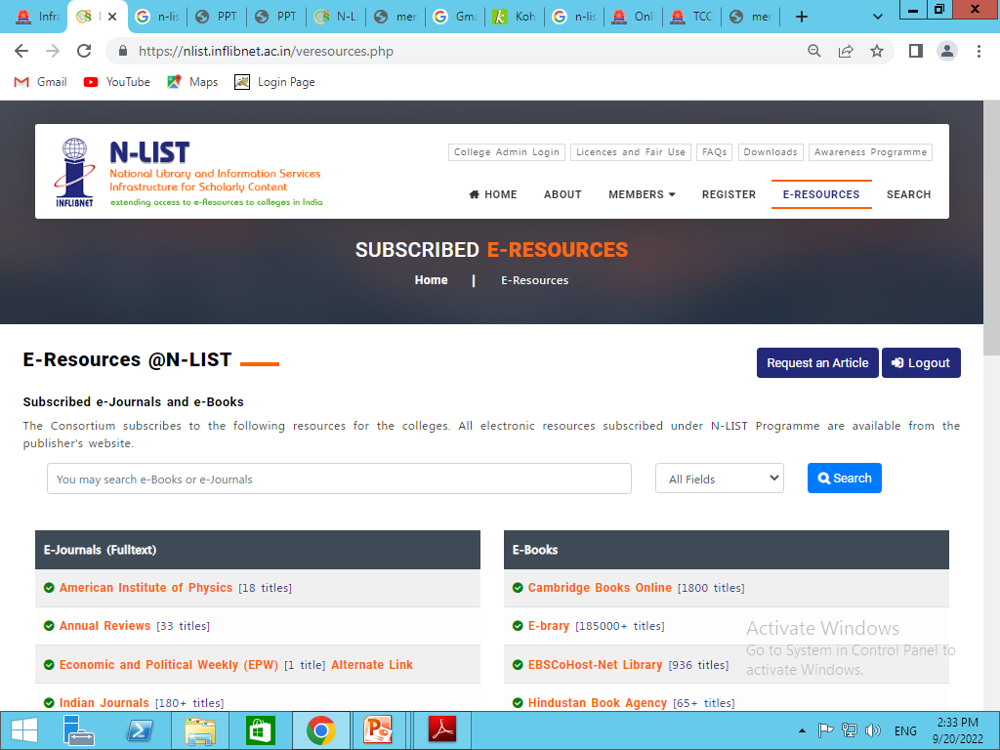 Infra
n-lis
PPT
PPT
N-L
mer
Gma
Koh
n-lis
Onl
TCC
mer
https://nlist.inflibnet.ac.in/veresources.php
Gmail
YouTube
Maps
Login Page
INFLIBNET
N-LIST
National Library and Information Services
Infrastructure for Scholarly Content
extending access to e-Resources to colleges in India
College Admin Login
Licences and Fair Use
FAQs
Downloads
Awareness Programme
HOME
ABOUT
MEMBERS
REGISTER
E-RESOURCES
SEARCH
SUBSCRIBED E-RESOURCES
Home | E-Resources
E-Resources @N-LIST
Request an Article
Logout
Subscribed e-Journals and e-Books
The Consortium subscribes to the following resources for the colleges. All electronic resources subscribed under N-LIST Programme are available from the
publisher's website.
You may search e-Books or e-Journals
All Fields
Search
E-Journals (Fulltext)
American Institute of Physics [18 titles]
Annual Reviews [33 titles]
Economic and Political Weekly (EPW) [1 title] Alternate Link
Indian Journals [180+ titles]
E-Books
Cambridge Books Online [1800 titles]
E-brary [185000+ titles]
EBSCoHost-Net Library [936 titles]
Hindustan Book Agency [65+ titles]
Activate Windows
Go to System in Control Panel to
activate Windows.
ENG
2:33 PM
9/20/2022